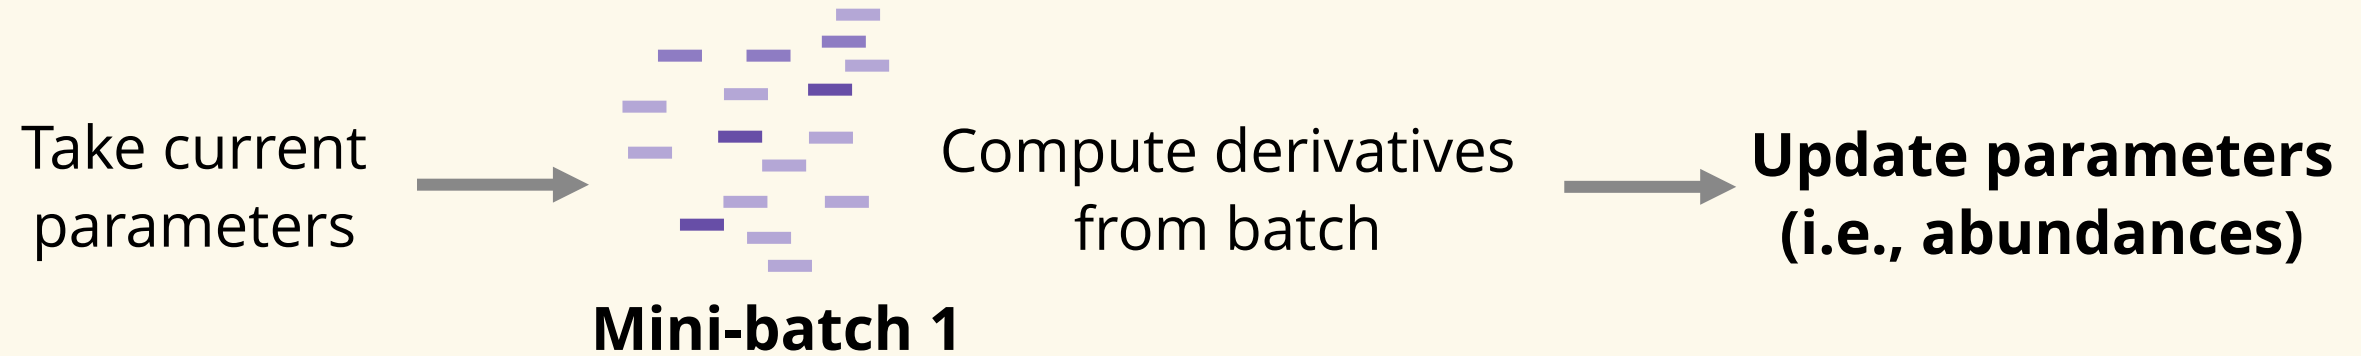 Take current
parameters
Mini-batch 1
Compute derivatives
from batch
Update parameters
(i.e., abundances)